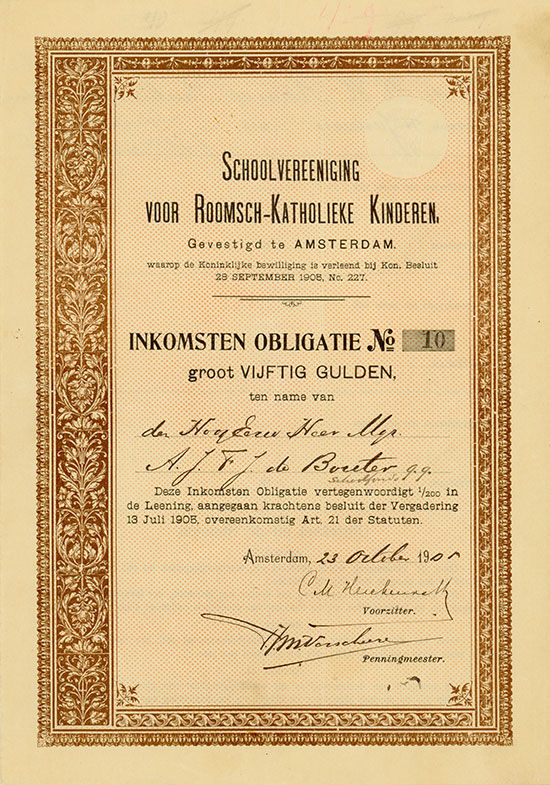 SCHOOLVEREENIGING
VOOR ROOMSCH-KATHOLIEKE KINDEREN.
Gevestigd te AMSTERDAM.
waarop de Koninklijke bewilliging is verleend bij Kon. Besluit
28 SEPTEMBER 1905, No. 227.
INKOMSTEN OBLIGATIE No 10
groot VIJFTIG GULDEN,
ten name van
den Hoog Eerw Heer Mgr.
A. J. F. J. de q.q.
Deze Inkomsten Obligatie vertegenwoordigt 1/200 in
de Leening, aangegaan krachtens besluit der Vergadering
13 Juli 1905, overeenkomstig Art. 21 der Statuten.
Amsterdam, 23 October 1905
C M
Voorzitter.
Penningmeester.